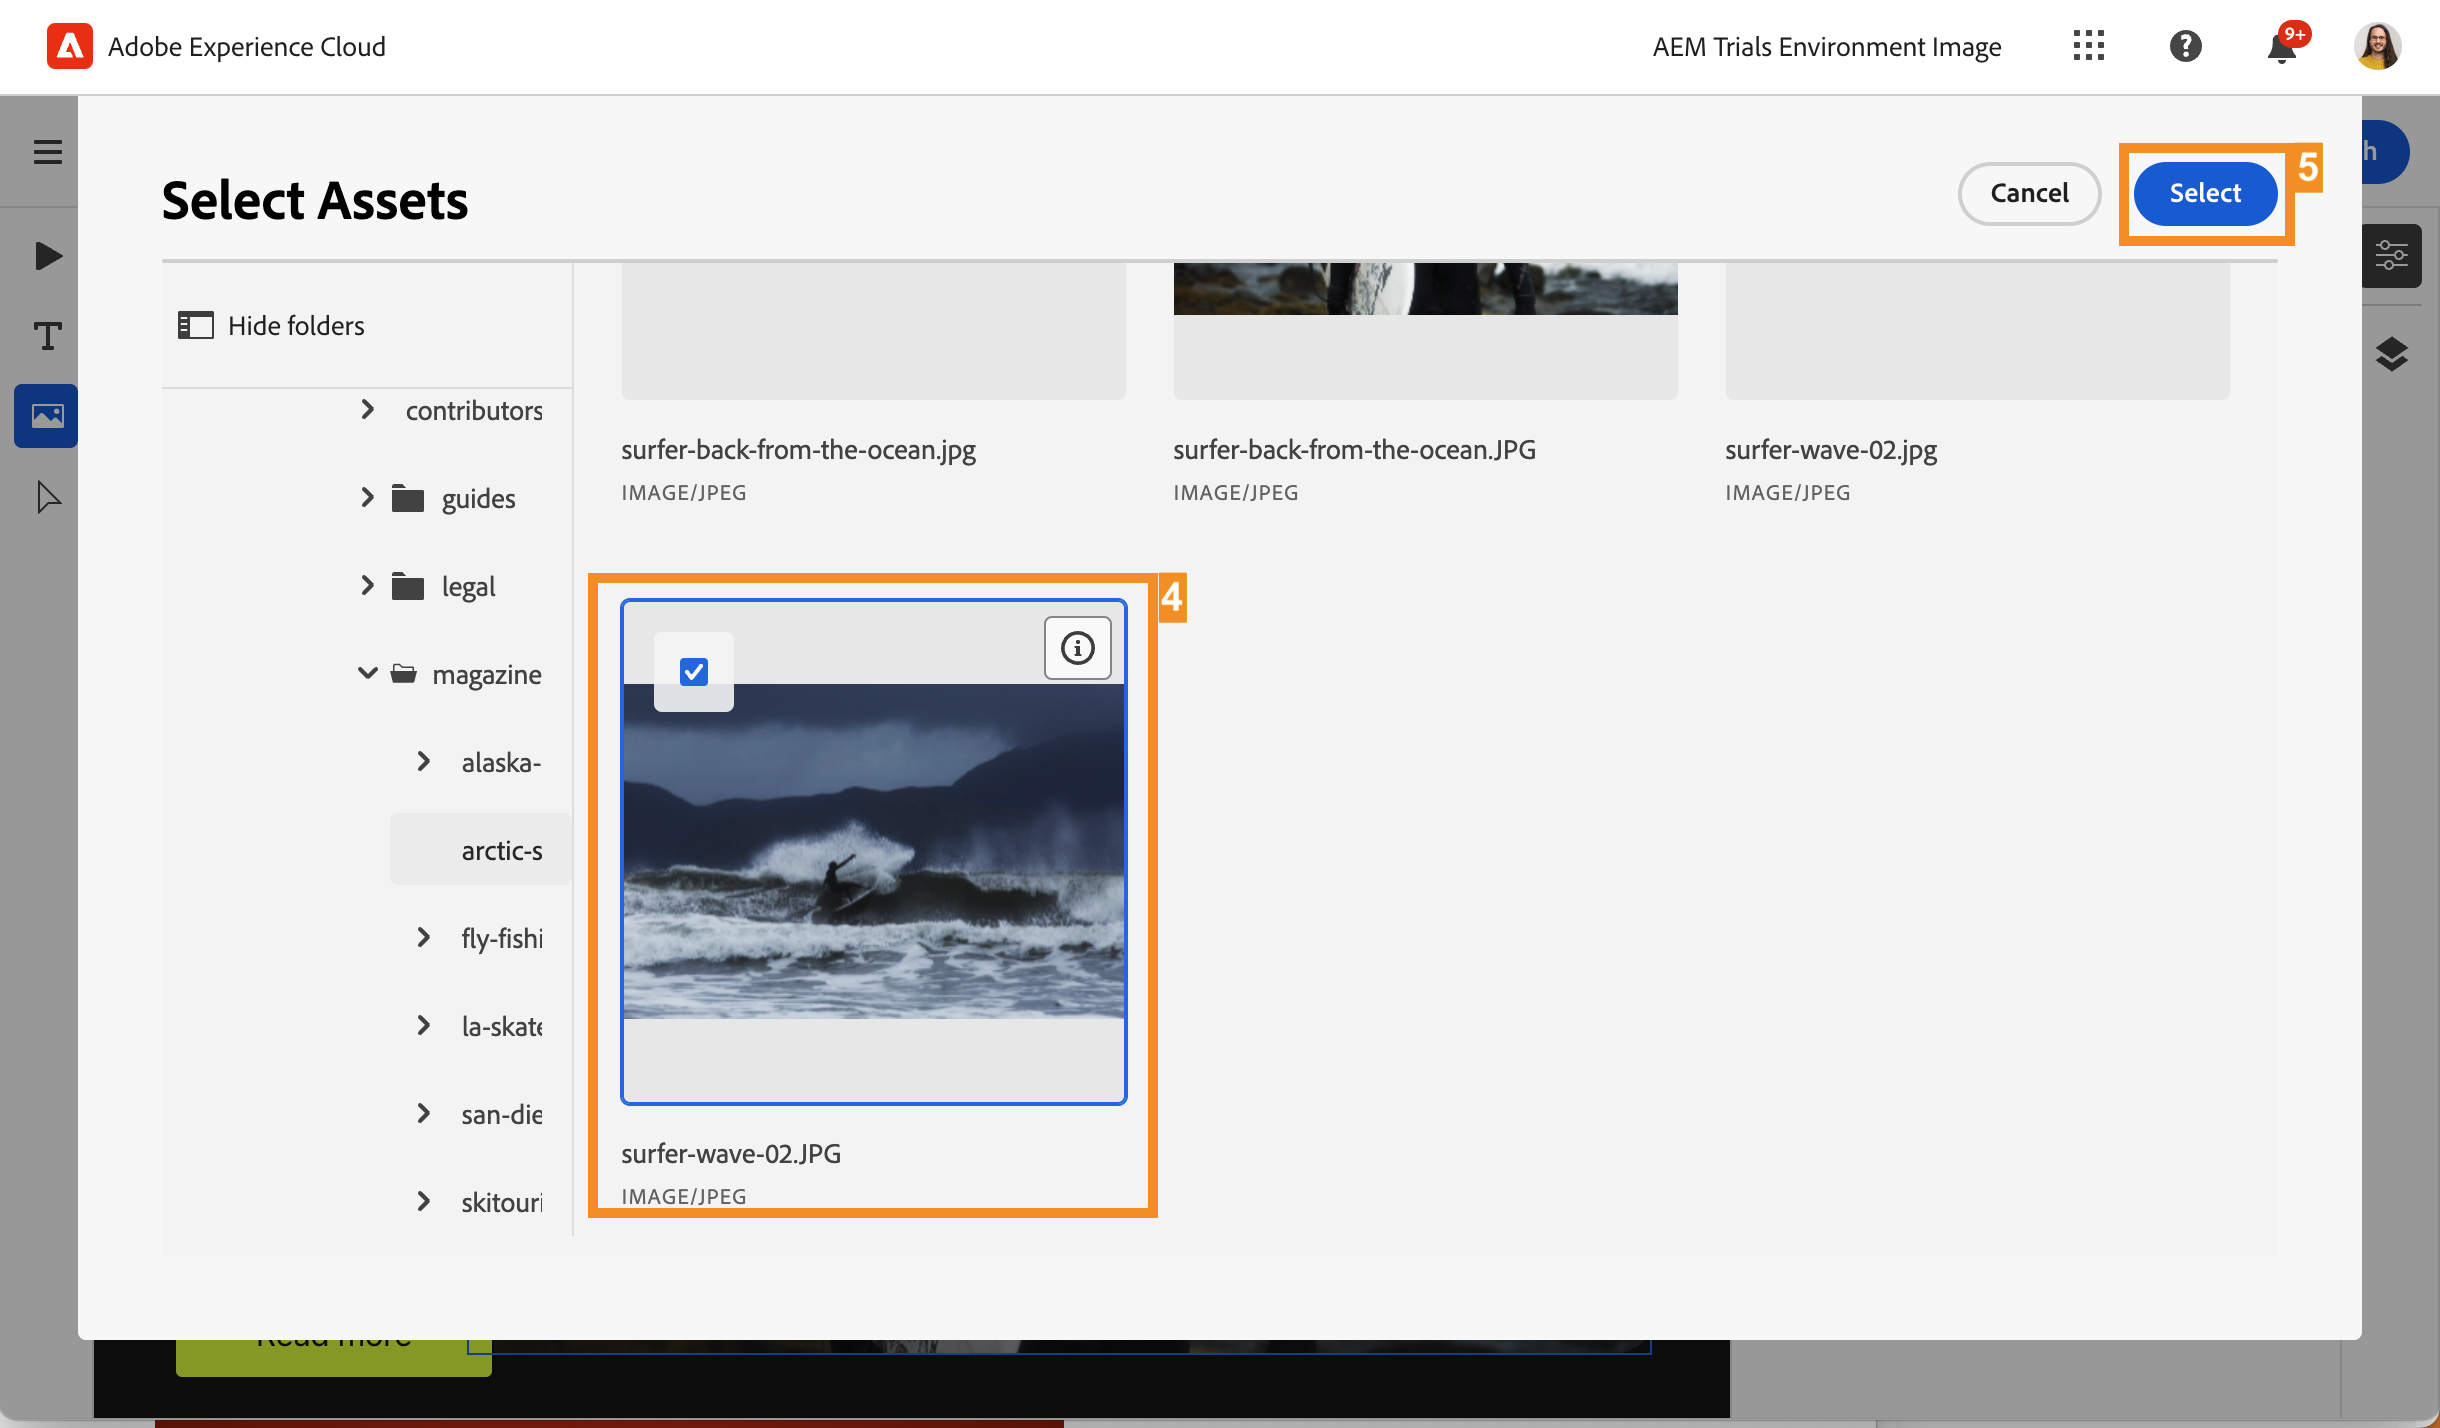 Adobe Experience Cloud
AEM Trials Environment Image
9+
h
Select Assets
Cancel
Select
5
Hide folders
contributors
guides
legal
magazine
alaska-
arctic-s
fly-fishi
la-skate
san-die
skitouri
surfer-back-from-the-ocean.jpg
IMAGE/JPEG
surfer-back-from-the-ocean.JPG
IMAGE/JPEG
surfer-wave-02.jpg
IMAGE/JPEG
4
surfer-wave-02.JPG
IMAGE/JPEG
Read more